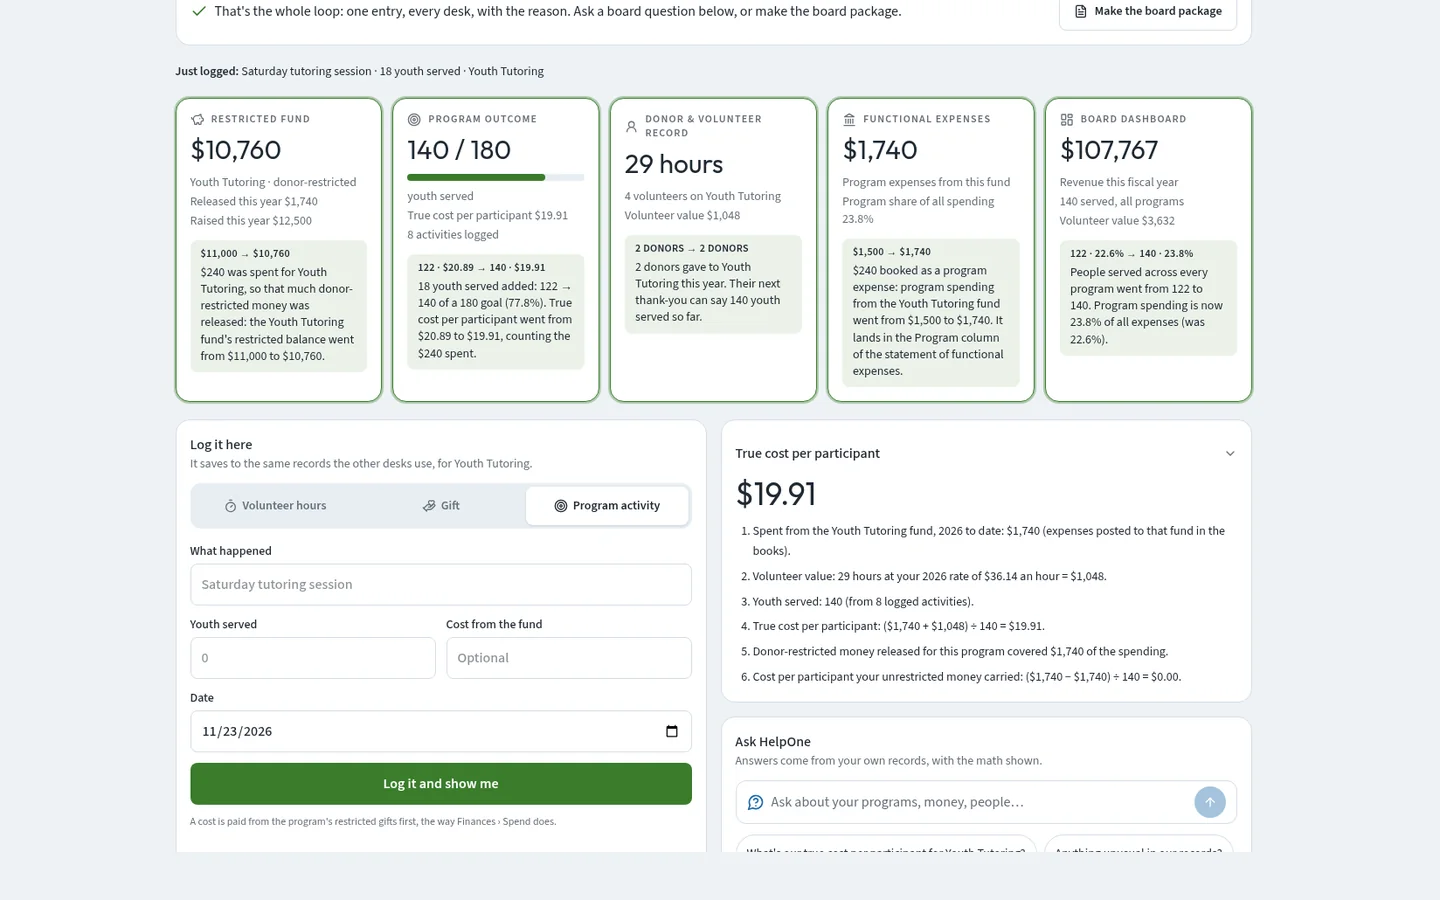 That's the whole loop: one entry, every desk, with the reason. Ask a board question below, or make the board package.
Make the board package
Just logged: Saturday tutoring session · 18 youth served · Youth Tutoring
RESTRICTED FUND
$10,760
Youth Tutoring · donor-restricted
Released this year $1,740
Raised this year $12,500
$11,000 → $10,760
$240 was spent for Youth
Tutoring, so that much donor-
restricted money was
released: the Youth Tutoring
fund's restricted balance went
from $11,000 to $10,760.
PROGRAM OUTCOME
140 / 180
youth served
True cost per participant $19.91
8 activities logged
122 · $20.89 → 140 · $19.91
18 youth served added: 122 →
140 of a 180 goal (77.8%). True
cost per participant went from
$20.89 to $19.91, counting the
$240 spent.
DONOR & VOLUNTEER
RECORD
29 hours
4 volunteers on Youth Tutoring
Volunteer value $1,048
2 DONORS → 2 DONORS
2 donors gave to Youth
Tutoring this year. Their next
thank-you can say 140 youth
served so far.
FUNCTIONAL EXPENSES
$1,740
Program expenses from this fund
Program share of all spending
23.8%
$1,500 → $1,740
$240 booked as a program
expense: program spending
from the Youth Tutoring fund
went from $1,500 to $1,740. It
lands in the Program column
of the statement of functional
expenses.
BOARD DASHBOARD
$107,767
Revenue this fiscal year
140 served, all programs
Volunteer value $3,632
122 · 22.6% → 140 · 23.8%
People served across every
program went from 122 to
140. Program spending is now
23.8% of all expenses (was
22.6%).
Log it here
It saves to the same records the other desks use, for Youth Tutoring.
Volunteer hours
Gift
Program activity
What happened
Saturday tutoring session
Youth served
Cost from the fund
0
Optional
Date
11/23/2026
Log it and show me
A cost is paid from the program's restricted gifts first, the way Finances › Spend does.
True cost per participant
$19.91
1. Spent from the Youth Tutoring fund, 2026 to date: $1,740 (expenses posted to that fund in the
books).
2. Volunteer value: 29 hours at your 2026 rate of $36.14 an hour = $1,048.
3. Youth served: 140 (from 8 logged activities).
4. True cost per participant: ($1,740 + $1,048) ÷ 140 = $19.91.
5. Donor-restricted money released for this program covered $1,740 of the spending.
6. Cost per participant your unrestricted money carried: ($1,740 − $1,740) ÷ 140 = $0.00.
Ask HelpOne
Answers come from your own records, with the math shown.
Ask about your programs, money, people…
What's our true cost per participant for Youth Tutoring?
Anything unusual in our records?